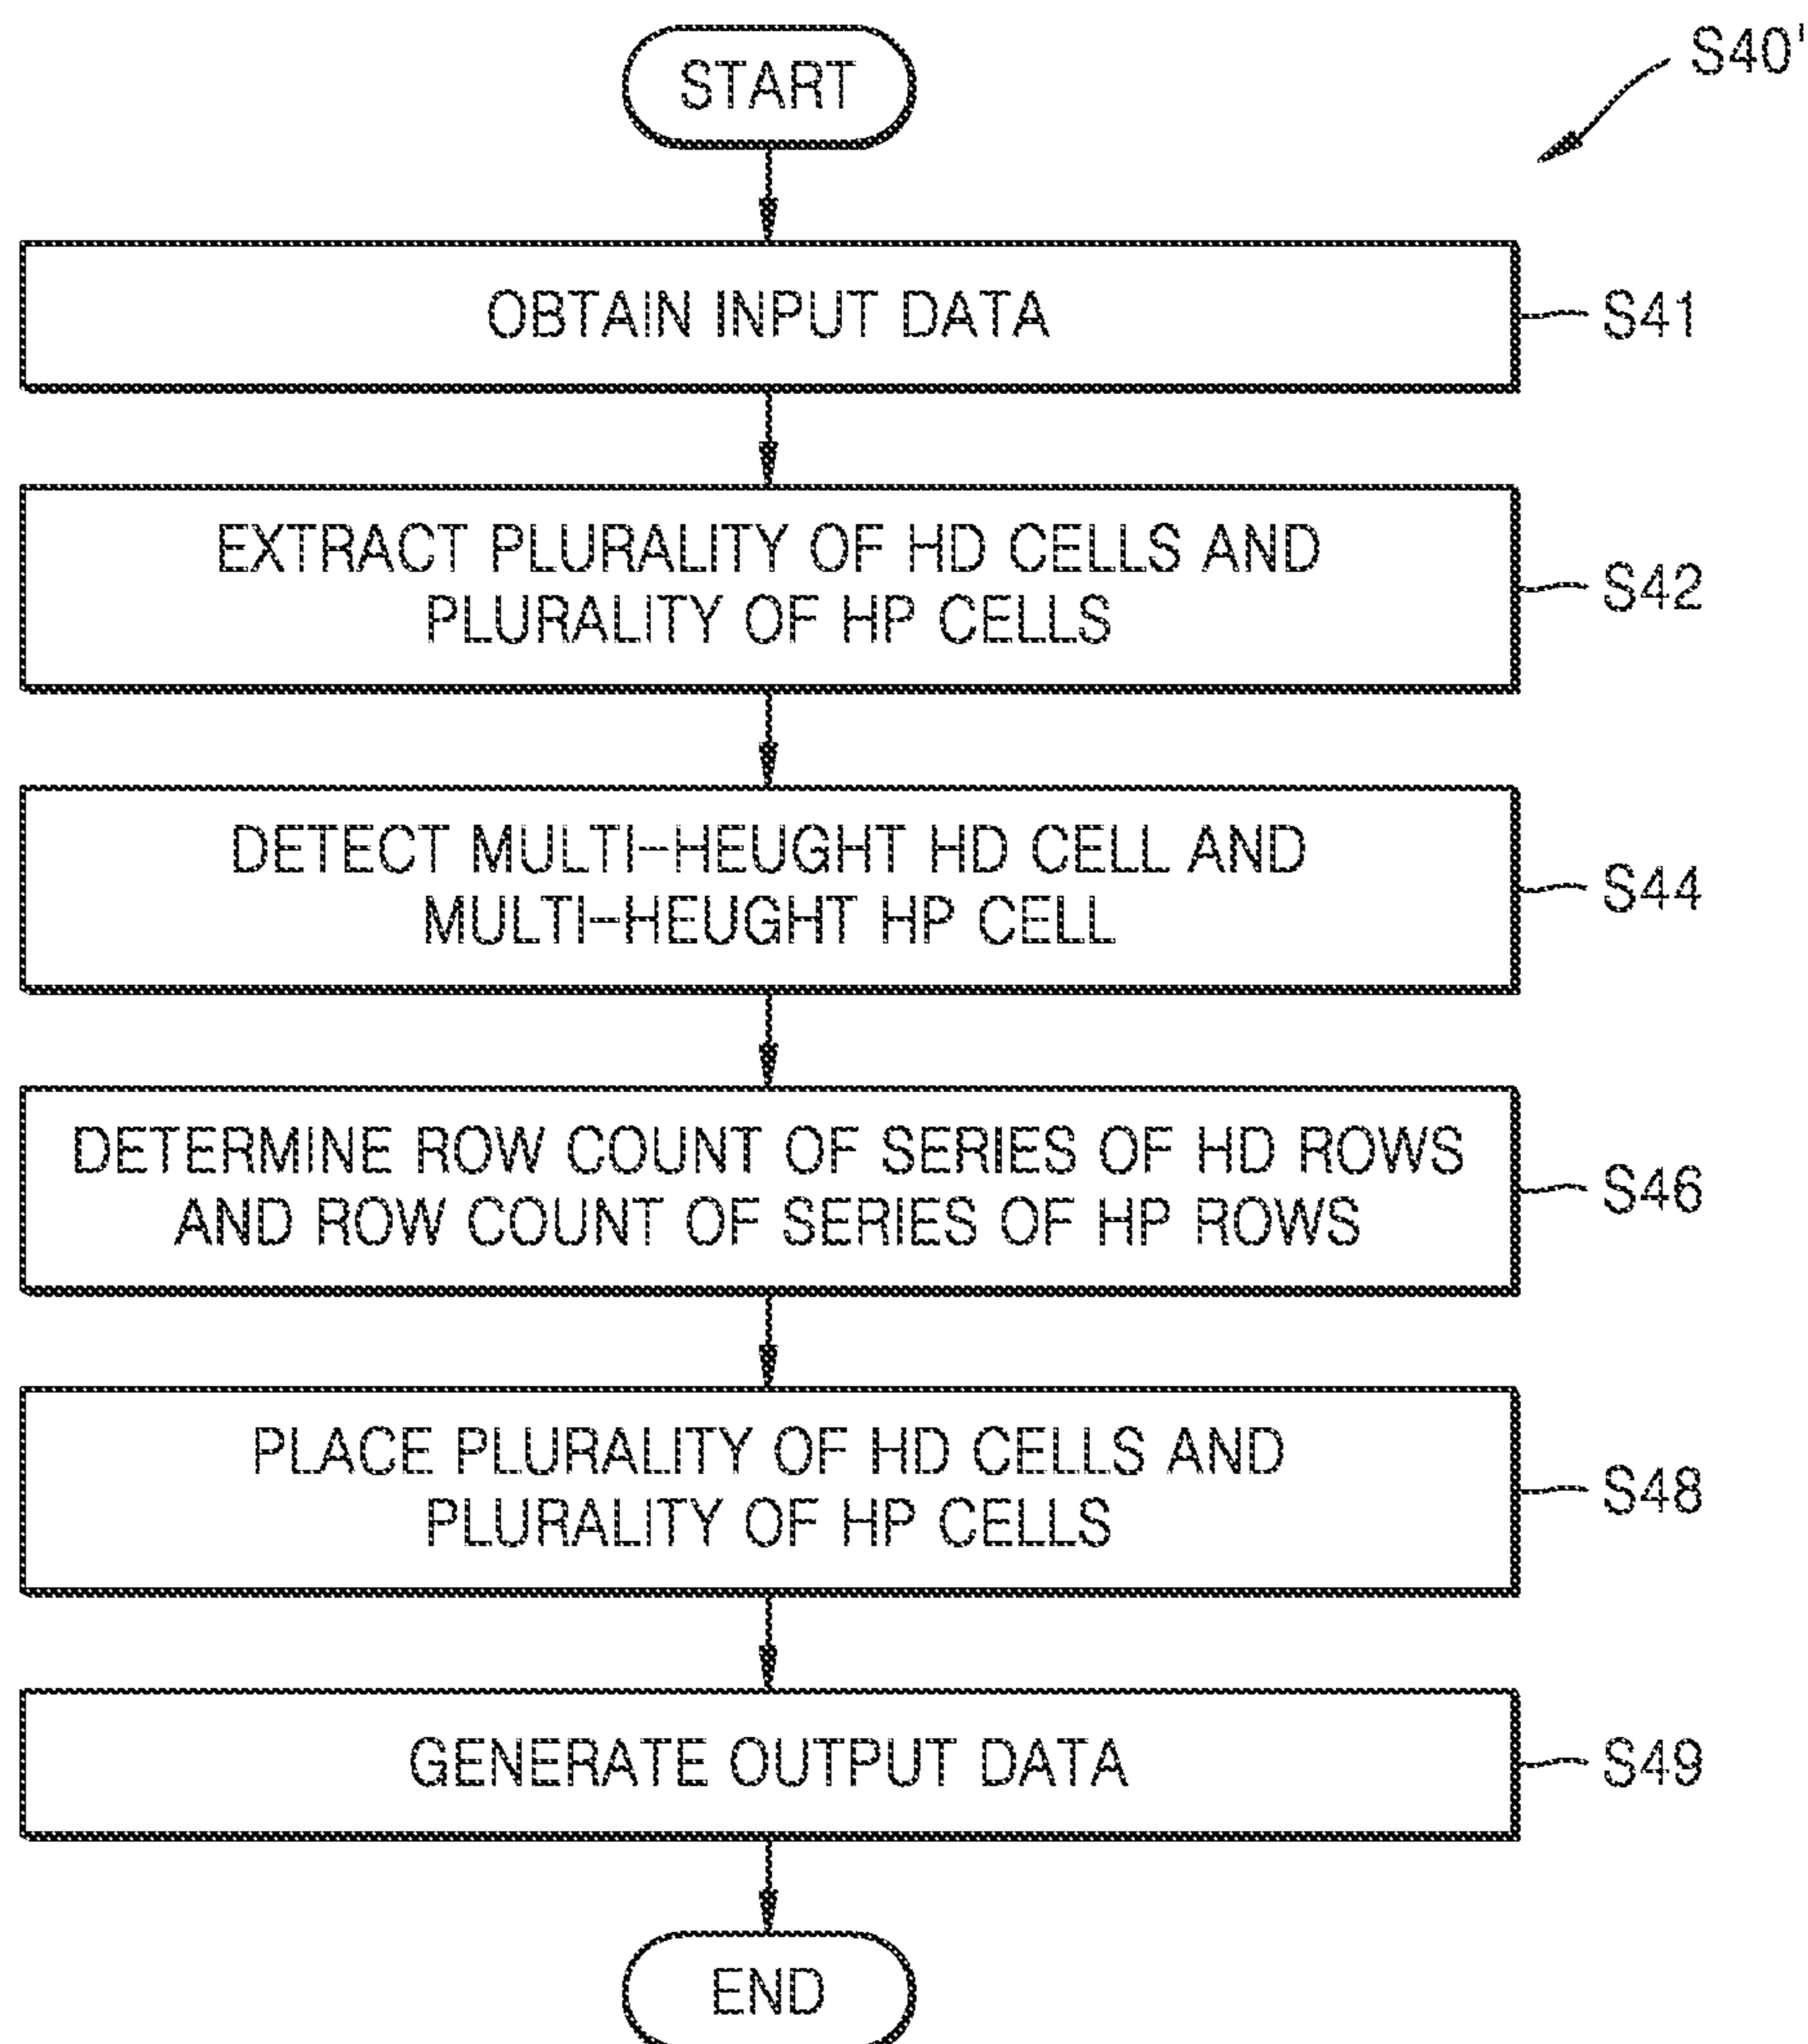 START
S40'
OBTAIN INPUT DATA
S41
EXTRACT PLURALITY OF HD CELLS AND
PLURALITY OF HP CELLS
S42
DETECT MULTI-HEUGHT HD CELL AND
MULTI-HEUGHT HP CELL
S44
DETERMINE ROW COUNT OF SERIES OF HD ROWS
AND ROW COUNT OF SERIES OF HP ROWS
S46
PLACE PLURALITY OF HD CELLS AND
PLURALITY OF HP CELLS
S48
GENERATE OUTPUT DATA
S49
END